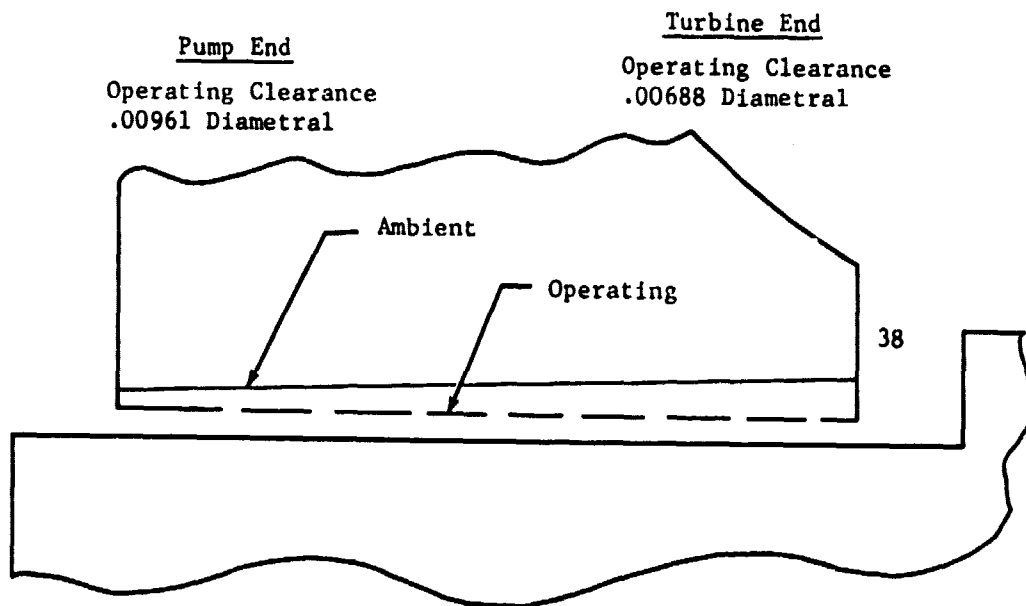 Pump End
Operating Clearance
.00961 Diametral
Turbine End
Operating Clearance
.00688 Diametral
Ambient
Operating
38